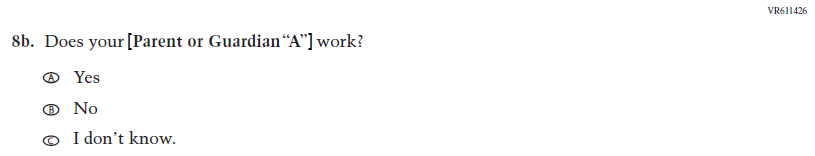 VR611426
8b. Does your [Parent or Guardian “A”] work?
Ⓐ Yes
Ⓑ No
Ⓒ I don’t know.